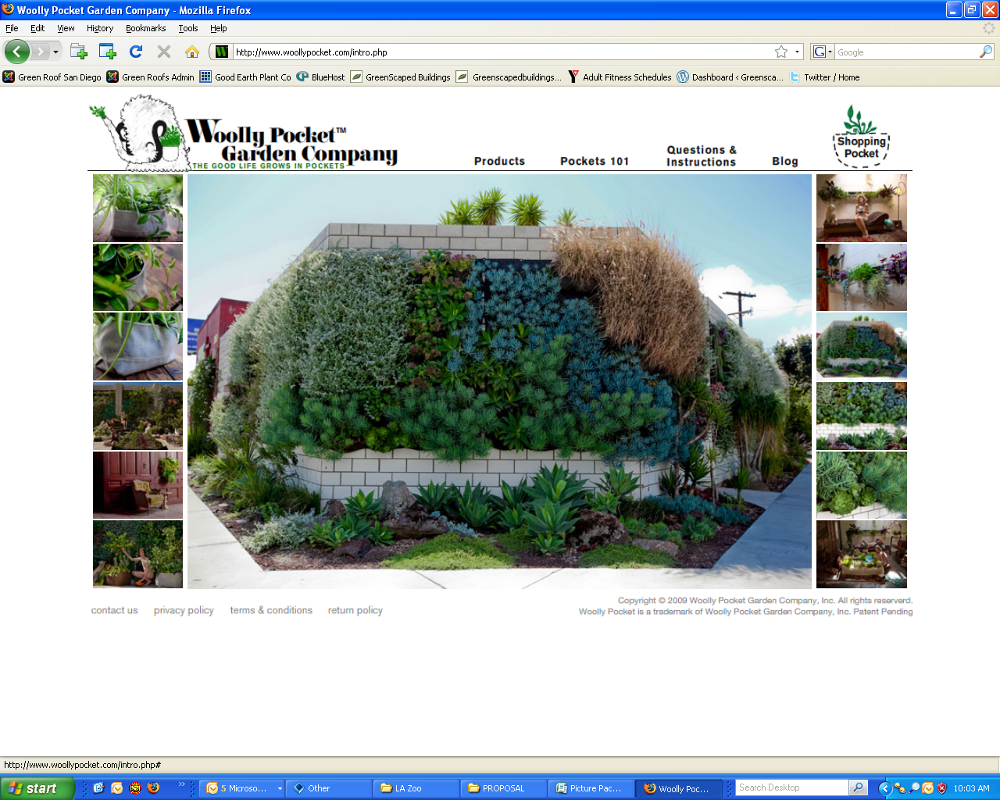 Woolly Pocket Garden Company - Mozilla Firefox
File Edit View History Bookmarks Tools Help
http://www.woollypocket.com/intro.php
Google
Green Roof San Diego Green Roofs Admin Good Earth Plant Co BlueHost GreenScaped Buildings Greenscapedbuildings... Adult Fitness Schedules Dashboard ‹ Greensca... Twitter / Home
Woolly Pocket™
Garden Company
THE GOOD LIFE GROWS IN POCKETS
Products Pockets 101 Questions & Instructions Blog
Shopping
Pocket
contact us privacy policy terms & conditions return policy
Copyright © 2009 Woolly Pocket Garden Company, Inc. All rights reserverd.
Woolly Pocket is a trademark of Woolly Pocket Garden Company, Inc. Patent Pending
http://www.woollypocket.com/intro.php#
start 5 Microso... Other LA Zoo PROPOSAL Picture Pac... Woolly Poc... Search Desktop 10:03 AM